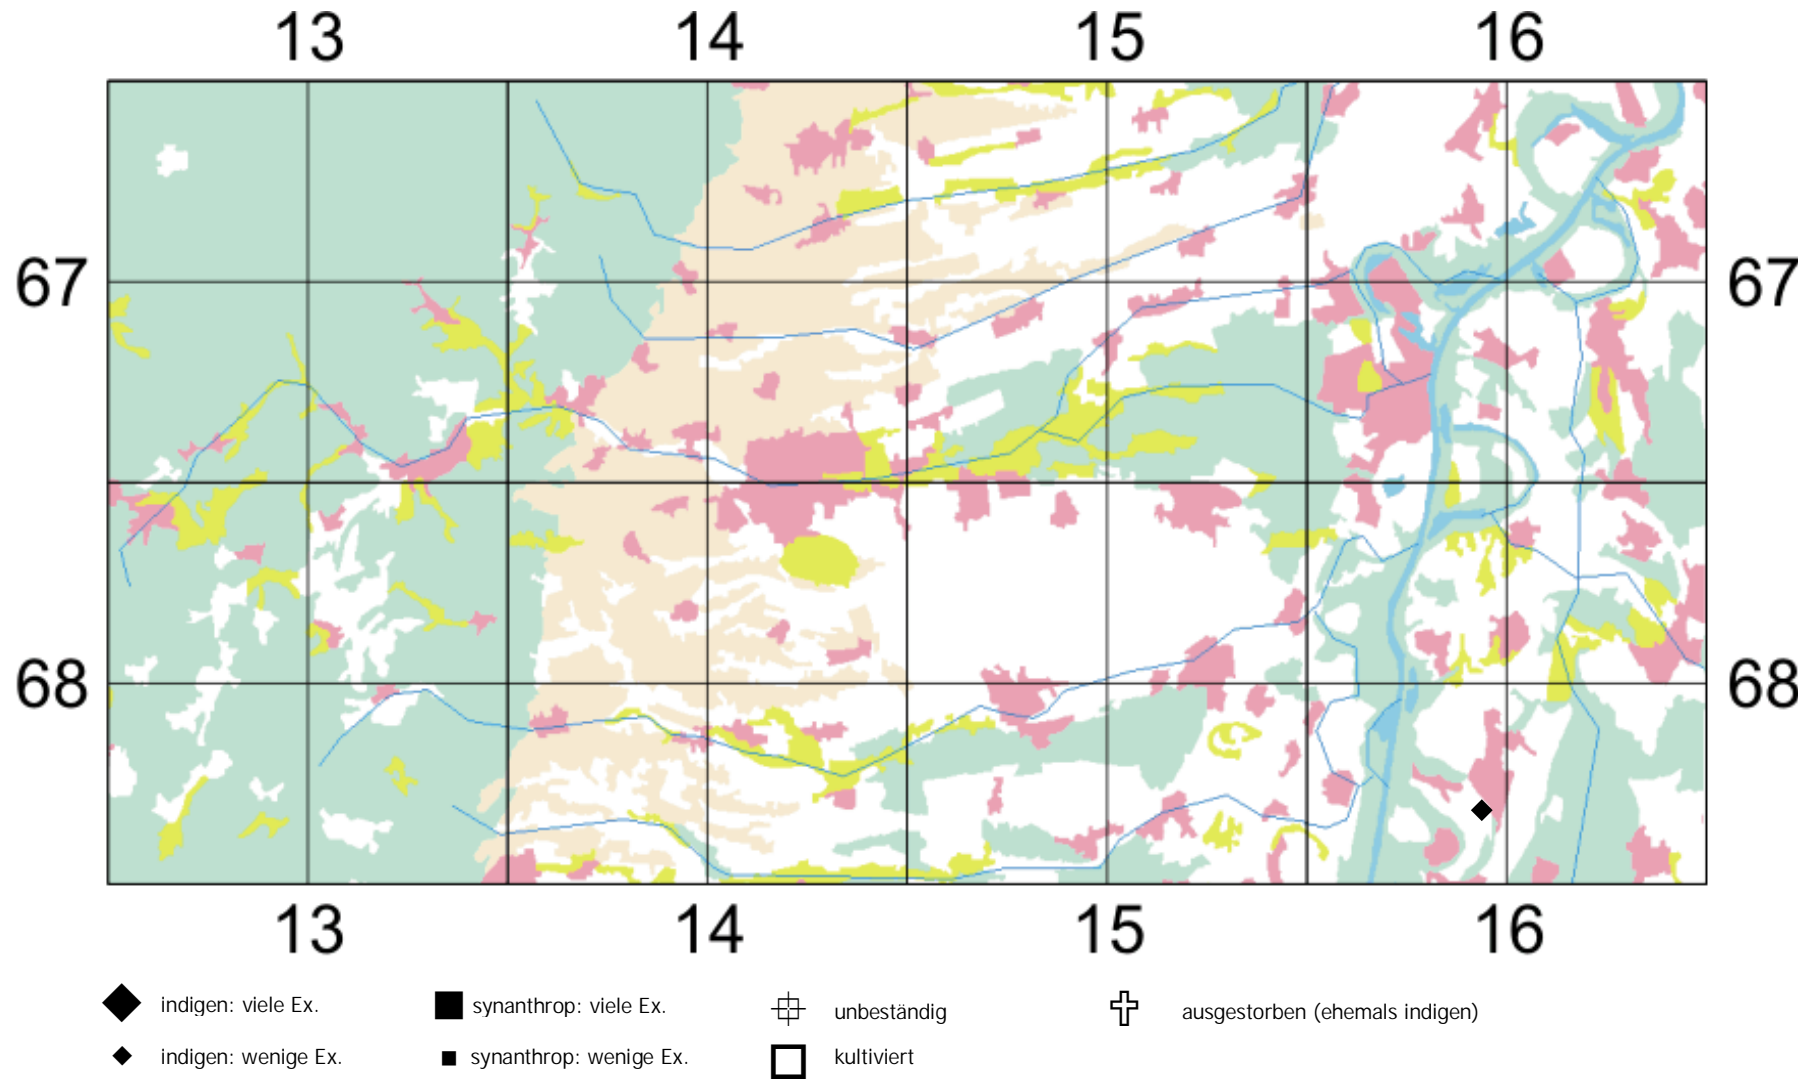 13 14 15 16
67 67
68 68
13 14 15 16
indigen: viele Ex. synanthrop: viele Ex. unbeständig ausgestorben (ehemals indigen)
indigen: wenige Ex. synanthrop: wenige Ex. kultiviert